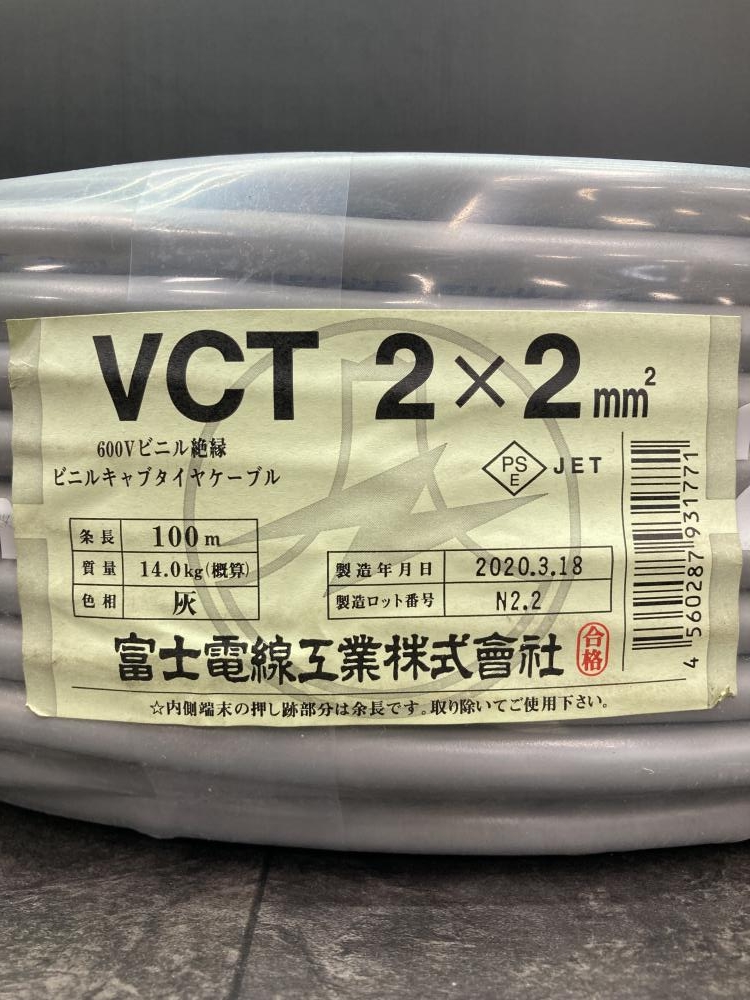 VCT 2×2mm²
600Vビニル絶縁
ビニルキャブタイヤケーブル
PS E JET
条長 100m
質量 14.0kg(概算)
色相 灰
製造年月日 2020.3.18
製造ロット番号 N2.2
富士電線工業株式會社 合格
☆内側端末の押し跡部分は余長です。取り除いてご使用下さい。
4 560287 931771